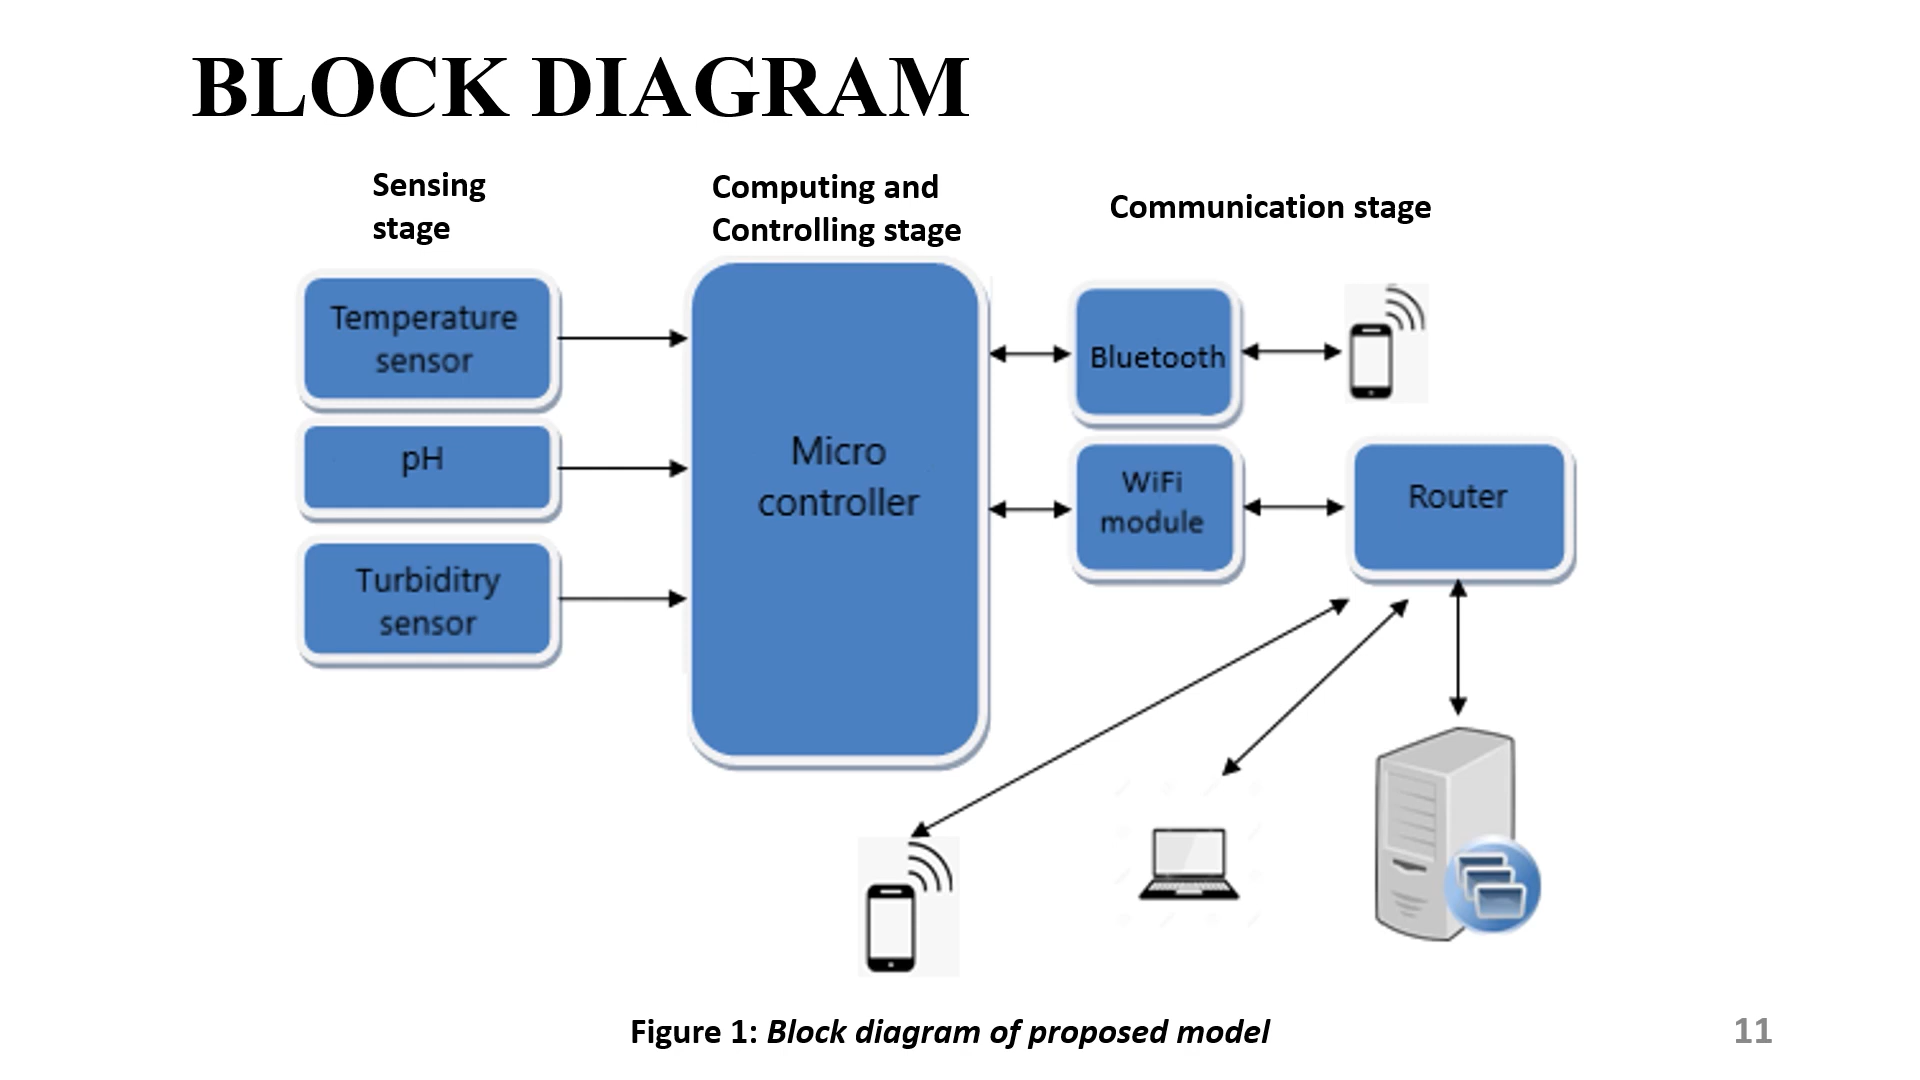 BLOCK DIAGRAM
Sensing
stage
Computing and
Controlling stage
Communication stage
Temperature
sensor
pH
Turbiditry
sensor
Micro
controller
Bluetooth
WiFi
module
Router
Figure 1: Block diagram of proposed model
11